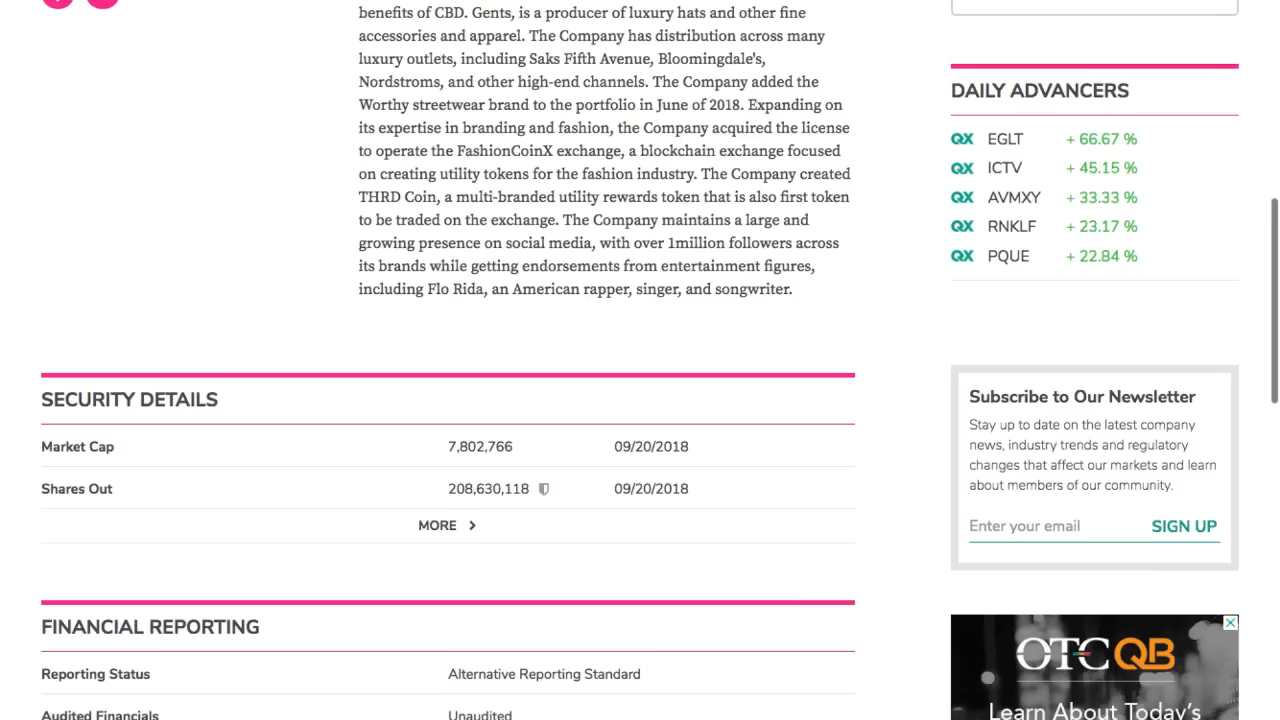 benefits of CBD. Gents, is a producer of luxury hats and other fine
accessories and apparel. The Company has distribution across many
luxury outlets, including Saks Fifth Avenue, Bloomingdale's,
Nordstroms, and other high-end channels. The Company added the
Worthy streetwear brand to the portfolio in June of 2018. Expanding on
its expertise in branding and fashion, the Company acquired the license
to operate the FashionCoinX exchange, a blockchain exchange focused
on creating utility tokens for the fashion industry. The Company created
THRD Coin, a multi-branded utility rewards token that is also first token
to be traded on the exchange. The Company maintains a large and
growing presence on social media, with over 1million followers across
its brands while getting endorsements from entertainment figures,
including Flo Rida, an American rapper, singer, and songwriter.
SECURITY DETAILS
Market Cap 7,802,766 09/20/2018
Shares Out 208,630,118 09/20/2018
MORE >
FINANCIAL REPORTING
Reporting Status Alternative Reporting Standard
Audited Financials Unaudited
DAILY ADVANCERS
QX EGLT + 66.67 %
QX ICTV + 45.15 %
QX AVMXY + 33.33 %
QX RNKLF + 23.17 %
QX PQUE + 22.84 %
Subscribe to Our Newsletter
Stay up to date on the latest company
news, industry trends and regulatory
changes that affect our markets and learn
about members of our community.
Enter your email SIGN UP
OTC QB
Learn About Today's